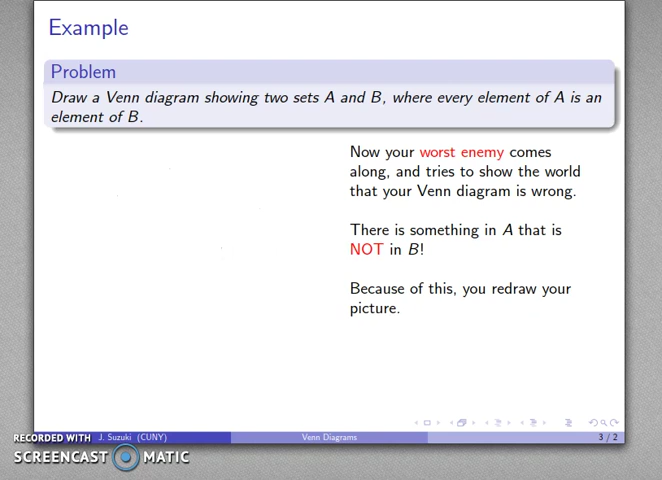 Example
Problem
Draw a Venn diagram showing two sets A and B, where every element of A is an
element of B.
Now your worst enemy comes
along, and tries to show the world
that your Venn diagram is wrong.
There is something in A that is
NOT in B!
Because of this, you redraw your
picture.
RECORDED WITH
SCREENCAST MATIC
J. Suzuki (CUNY)
Venn Diagrams
3 / 2